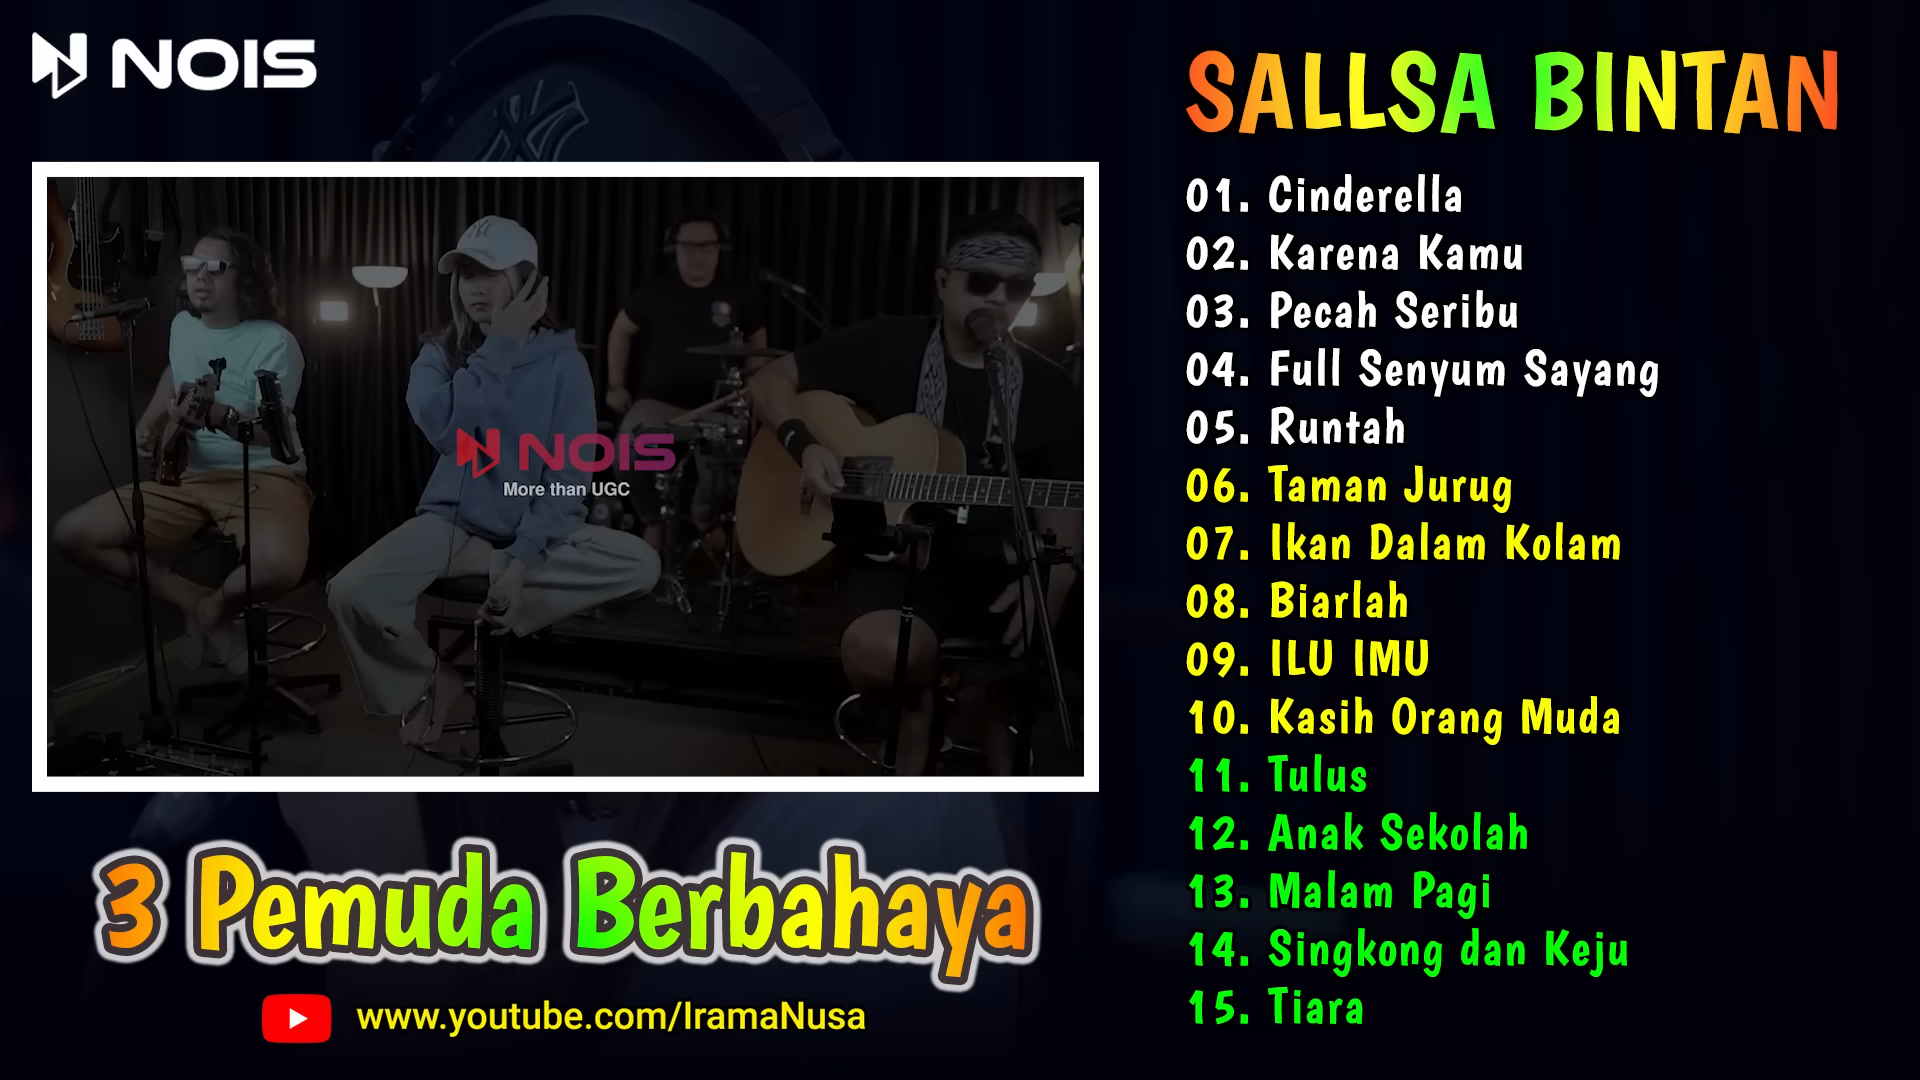 NOIS
SALLSA BINTAN
01. Cinderella
02. Karena Kamu
03. Pecah Seribu
04. Full Senyum Sayang
05. Runtah
06. Taman Jurug
07. Ikan Dalam Kolam
08. Biarlah
09. ILU IMU
10. Kasih Orang Muda
11. Tulus
12. Anak Sekolah
13. Malam Pagi
14. Singkong dan Keju
15. Tiara
NY
NOIS
More than UGC
3 Pemuda Berbahaya
www.youtube.com/IramaNusa